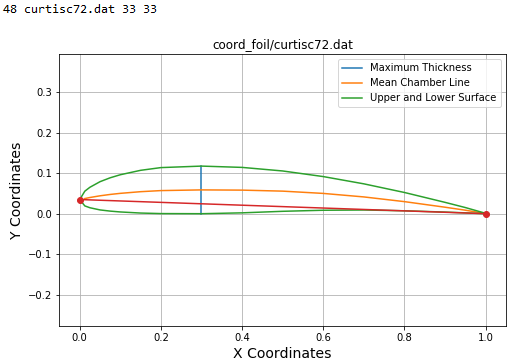 48 curtisc72.dat 33 33
coord_foil/curtisc72.dat
Maximum Thickness
Mean Chamber Line
Upper and Lower Surface
Y Coordinates
0.3
0.2
0.1
0.0
−0.1
−0.2
0.0 0.2 0.4 0.6 0.8 1.0
X Coordinates